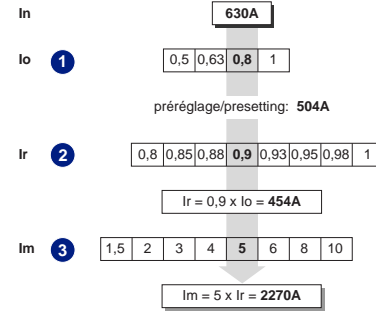 In 630A
Io 1 0,5 0,63 0,8 1
préréglage/presetting: 504A
Ir 2 0,8 0,85 0,88 0,9 0,93 0,95 0,98 1
Ir = 0,9 x Io = 454A
Im 3 1,5 2 3 4 5 6 8 10
Im = 5 x Ir = 2270A